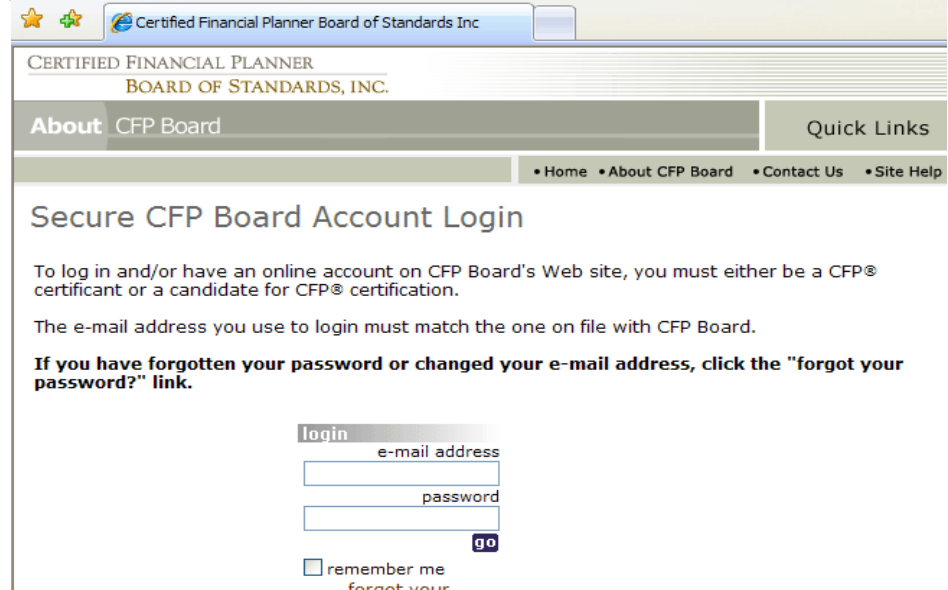 Certified Financial Planner Board of Standards Inc
CERTIFIED FINANCIAL PLANNER
BOARD OF STANDARDS, INC.
About CFP Board
Quick Links
• Home • About CFP Board • Contact Us • Site Help
Secure CFP Board Account Login
To log in and/or have an online account on CFP Board's Web site, you must either be a CFP®
certificant or a candidate for CFP® certification.
The e-mail address you use to login must match the one on file with CFP Board.
If you have forgotten your password or changed your e-mail address, click the "forgot your
password?" link.
login
e-mail address
password
go
remember me
forgot your